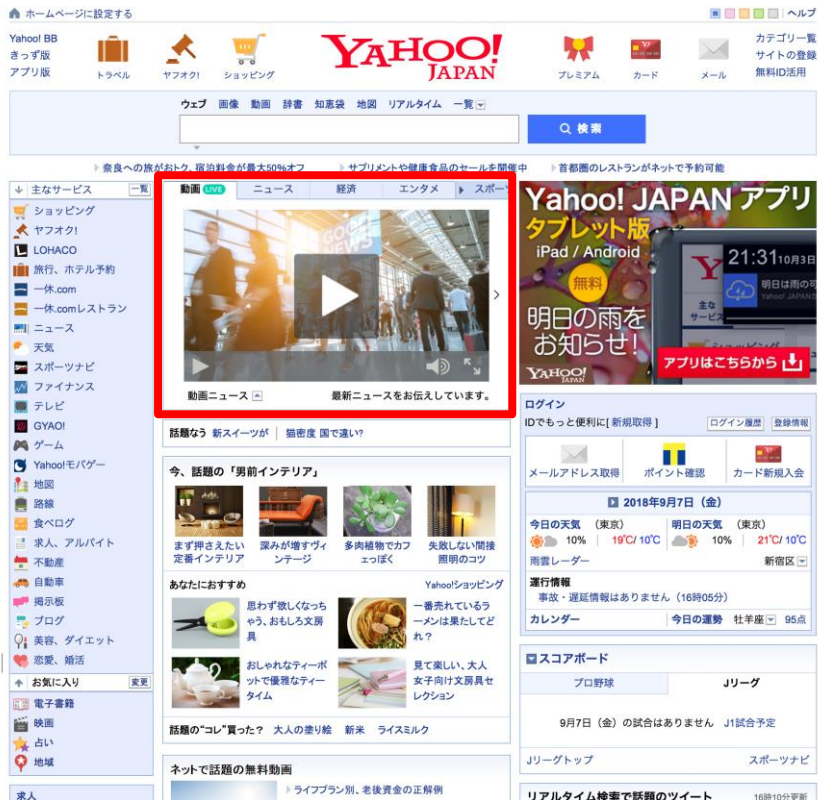 ホームページに設定する
ヘルプ
Yahoo! BB
きっず版
アプリ版
トラベル
ヤフオク!
ショッピング
YAHOO!
JAPAN
プレミアム
カード
メール
カテゴリ一覧
サイトの登録
無料ID活用
ウェブ 画像 動画 辞書 知恵袋 地図 リアルタイム 一覧
検索
奈良への旅がおトク、宿泊料金が最大50%オフ
サプリメントや健康食品のセールを開催中
首都圏のレストランがネットで予約可能
主なサービス 一覧
ショッピング
ヤフオク!
LOHACO
旅行、ホテル予約
一休.com
一休.comレストラン
ニュース
天気
スポーツナビ
ファイナンス
テレビ
GYAO!
ゲーム
Yahoo!モバゲー
地図
路線
食べログ
求人、アルバイト
不動産
自動車
掲示板
ブログ
美容、ダイエット
恋愛、婚活
お気に入り 変更
電子書籍
映画
占い
地域
求人
動画 LIVE ニュース 経済 エンタメ スポーツ
GOOD
NEWS
動画ニュース 最新ニュースをお伝えしています。
話題なう 新スイーツが 猫密度 国で違い?
今、話題の「男前インテリア」
まず押さえたい
定番インテリア
深みが増すヴィ
ンテージ
多肉植物でカフ
ェっぽく
失敗しない間接
照明のコツ
あなたにおすすめ Yahoo!ショッピング
思わず欲しくなっち
ゃう、おもしろ文房
具
一番売れているラ
ーメンは果たしてど
れ?
おしゃれなティーポ
ットで優雅なティー
タイム
見て楽しい、大人
女子向け文房具セ
レクション
話題の"コレ"買った? 大人の塗り絵 新米 ライスミルク
ネットで話題の無料動画
ライフプラン別、老後資金の正解例
Yahoo! JAPAN アプリ
タブレット版
iPad / Android
無料
明日の雨を
お知らせ!
YAHOO!
JAPAN
21:31 10月3日
明日は雨の可
Yahoo! JAPAN
主な
サービス
アプリはこちらから
ログイン
IDでもっと便利に[ 新規取得 ] ログイン履歴 登録情報
メールアドレス取得
ポイント確認
カード新規入会
2018年9月7日(金)
今日の天気 (東京)
10% 19℃/ 10℃
明日の天気 (東京)
10% 21℃/ 10℃
雨雲レーダー 新宿区
運行情報
事故・遅延情報はありません(16時05分)
カレンダー 今日の運勢 牡羊座 95点
スコアボード
プロ野球 Jリーグ
9月7日(金)の試合はありません J1試合予定
Jリーグトップ スポーツナビ
リアルタイム検索で話題のツイート 16時10分更新